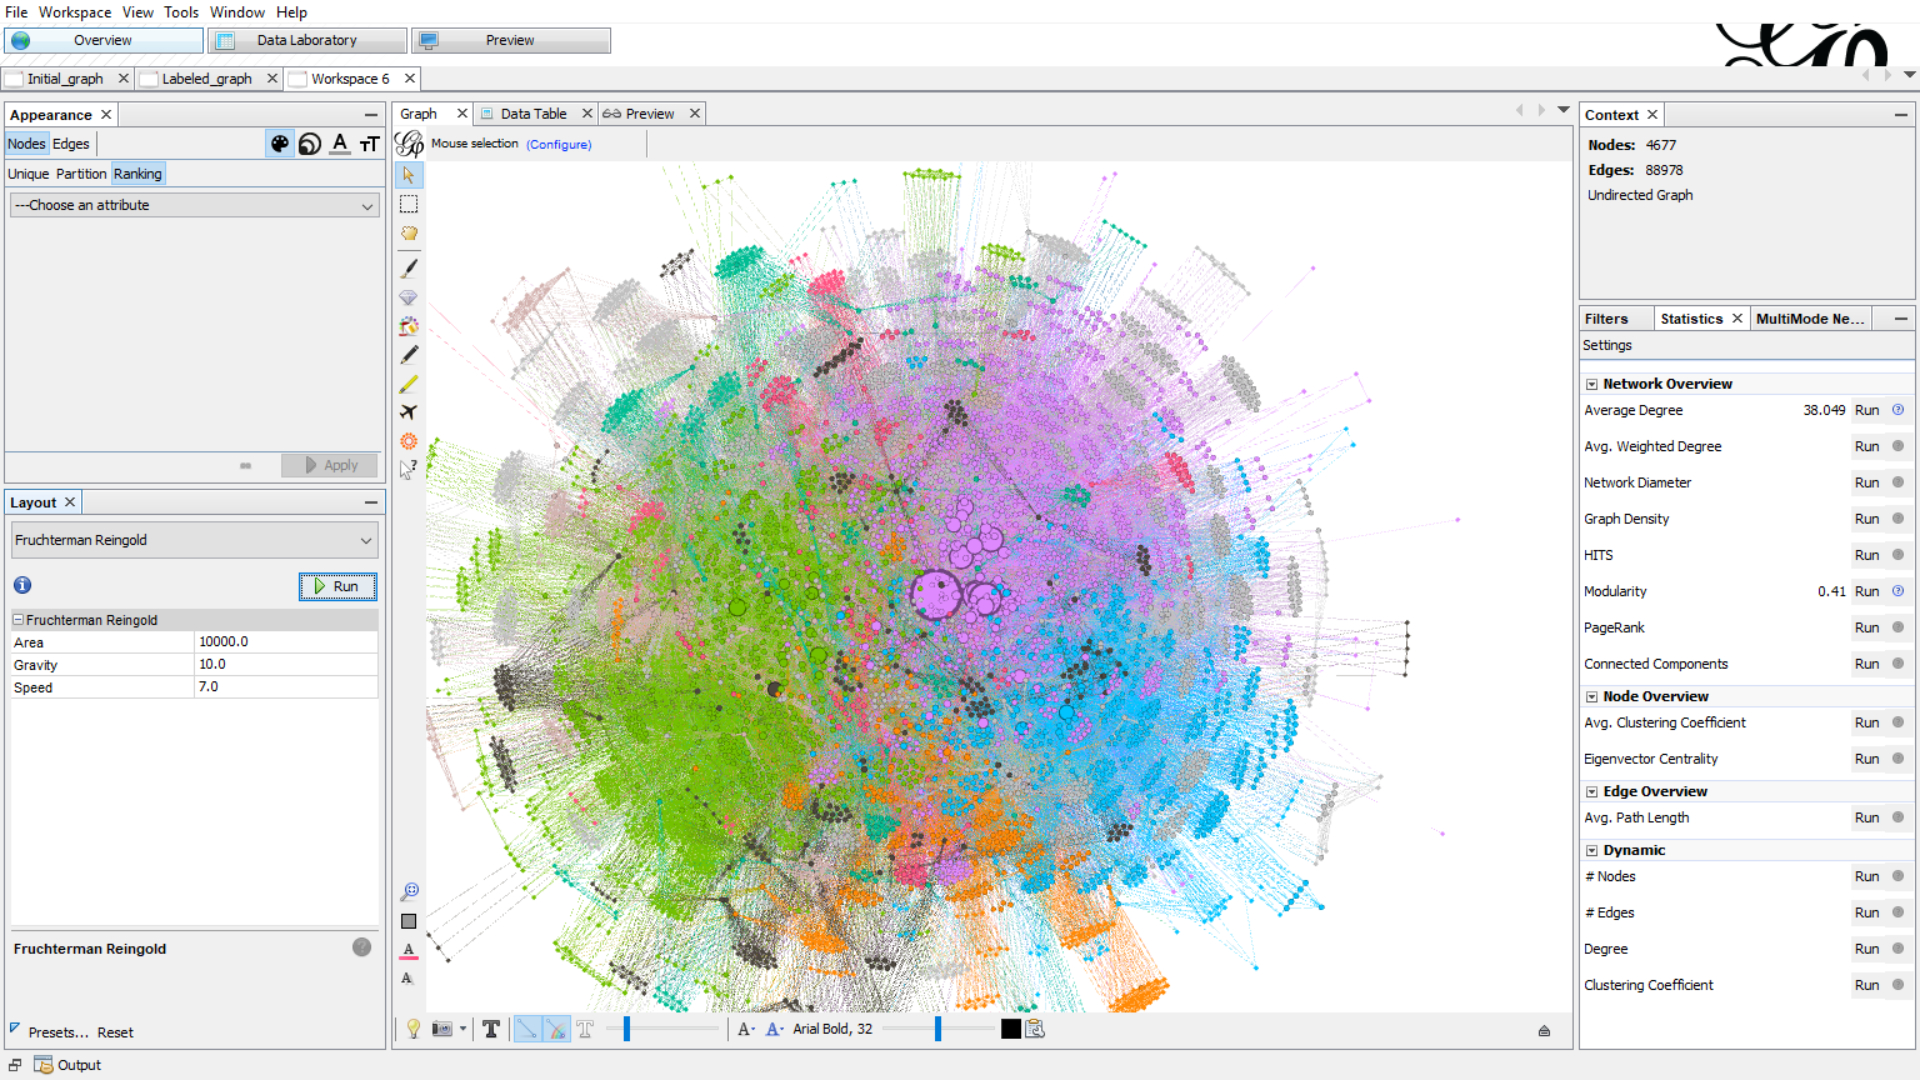 File Workspace View Tools Window Help
Overview Data Laboratory Preview
Initial_graph Labeled_graph Workspace 6
Appearance
Nodes Edges A TT
Unique Partition Ranking
---Choose an attribute
Apply
Layout
Fruchterman Reingold
Run
Fruchterman Reingold
Area 10000.0
Gravity 10.0
Speed 7.0
Fruchterman Reingold
Presets... Reset
Output
Graph Data Table Preview
Mouse selection (Configure)
A
A
T T A- A- Arial Bold, 32
Context
Nodes: 4677
Edges: 88978
Undirected Graph
Filters Statistics MultiMode Ne...
Settings
Network Overview
Average Degree 38.049 Run
Avg. Weighted Degree Run
Network Diameter Run
Graph Density Run
HITS Run
Modularity 0.41 Run
PageRank Run
Connected Components Run
Node Overview
Avg. Clustering Coefficient Run
Eigenvector Centrality Run
Edge Overview
Avg. Path Length Run
Dynamic
# Nodes Run
# Edges Run
Degree Run
Clustering Coefficient Run